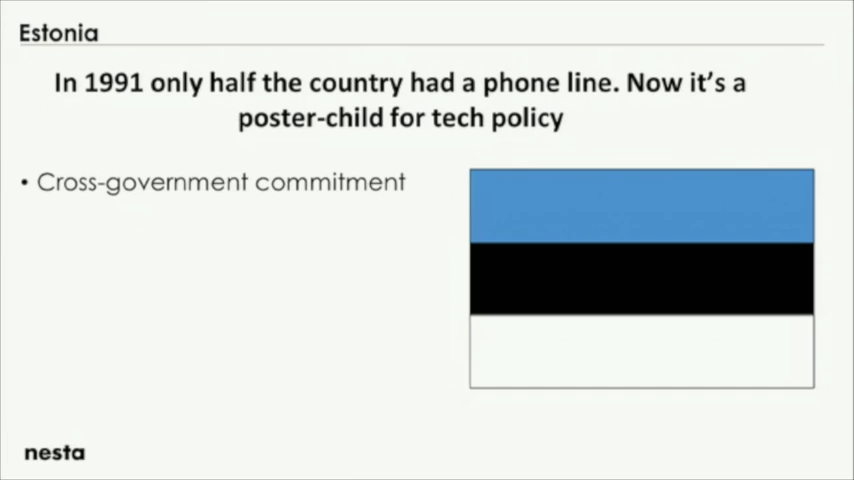 Estonia
In 1991 only half the country had a phone line. Now it's a
poster-child for tech policy
• Cross-government commitment
nesta